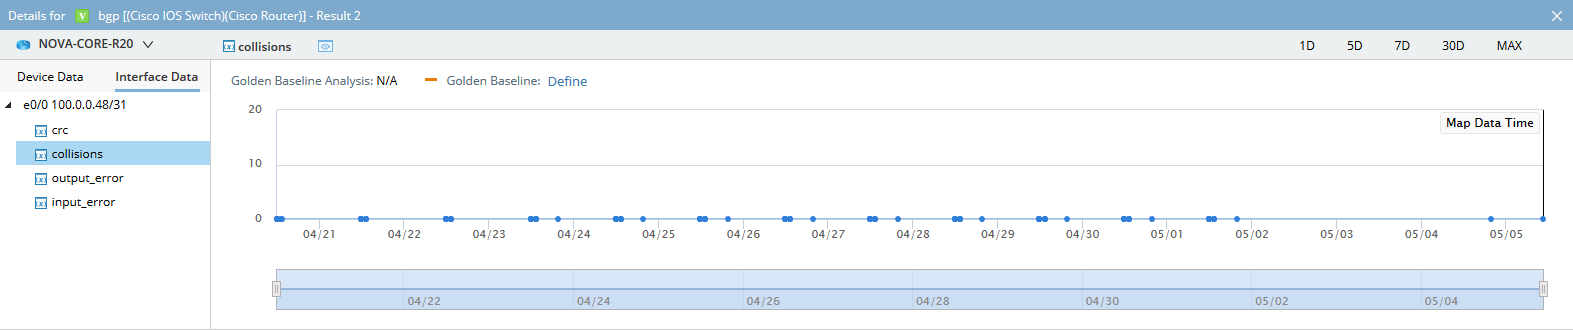 Details for V bgp [(Cisco IOS Switch)(Cisco Router)] - Result 2
NOVA-CORE-R20
collisions
1D 5D 7D 30D MAX
Device Data Interface Data
Golden Baseline Analysis: N/A Golden Baseline: Define
e0/0 100.0.0.48/31
crc
collisions
output_error
input_error
20
Map Data Time
10
0
04/21 04/22 04/23 04/24 04/25 04/26 04/27 04/28 04/29 04/30 05/01 05/02 05/03 05/04 05/05
04/22 04/24 04/26 04/28 04/30 05/02 05/04